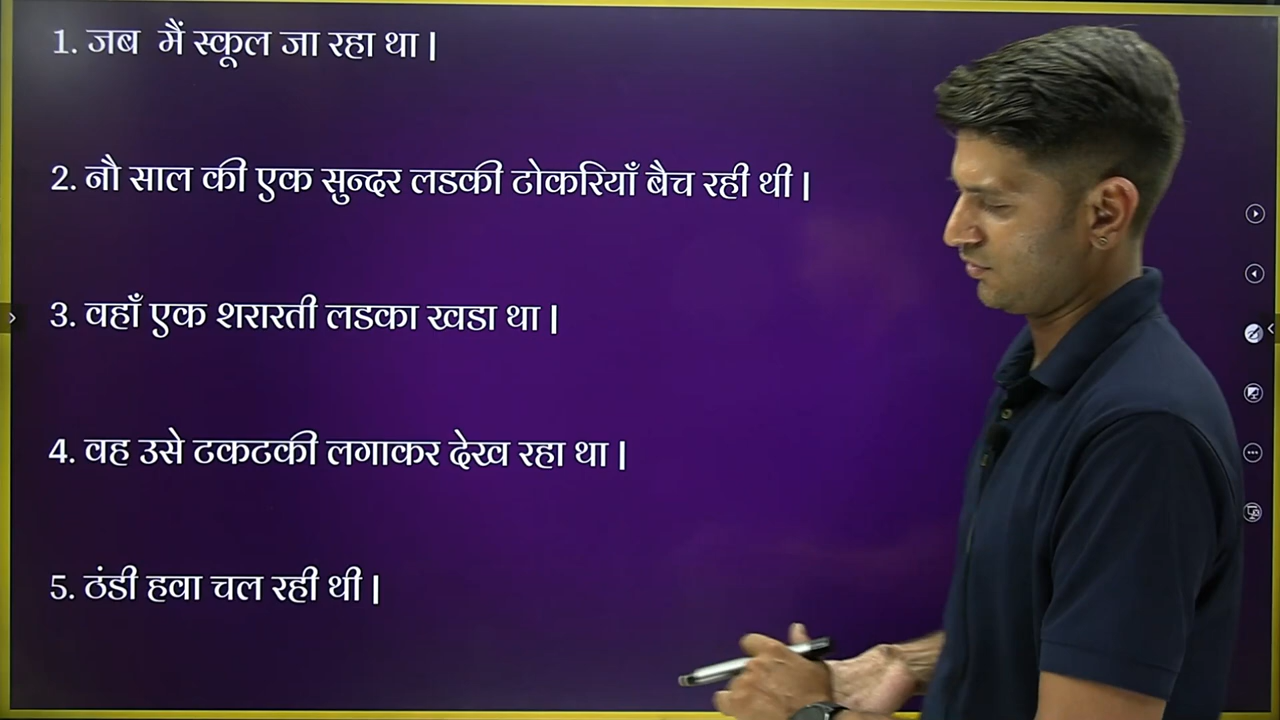 1. जब मैं स्कूल जा रहा था |
2. नौ साल की एक सुन्दर लडकी टोकरियाँ बैच रही थी |
3. वहाँ एक शरारती लडका खडा था |
4. वह उसे टकटकी लगाकर देख रहा था |
5. ठंडी हवा चल रही थी |